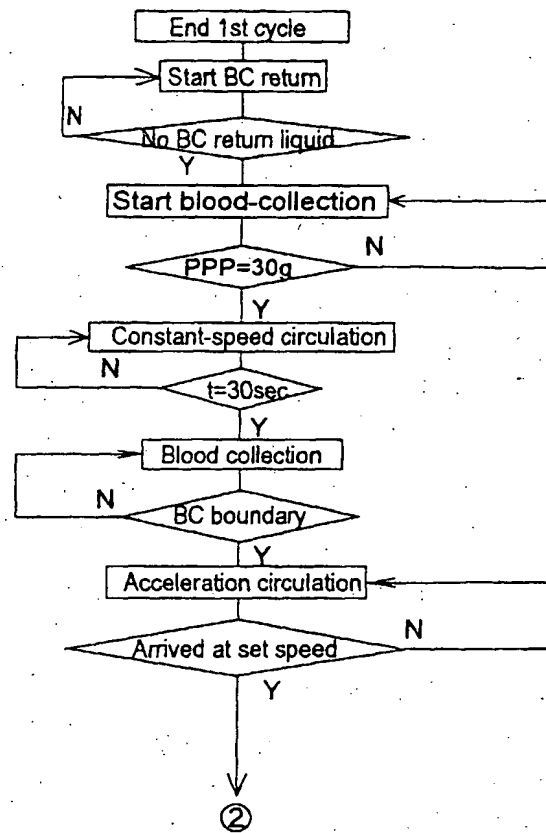 End 1st cycle
Start BC return
N
No BC return liquid
Y
Start blood-collection
N
PPP=30g
Y
Constant-speed circulation
N
t=30sec
Y
Blood collection
N
BC boundary
Y
Acceleration circulation
N
Arrived at set speed
Y
②